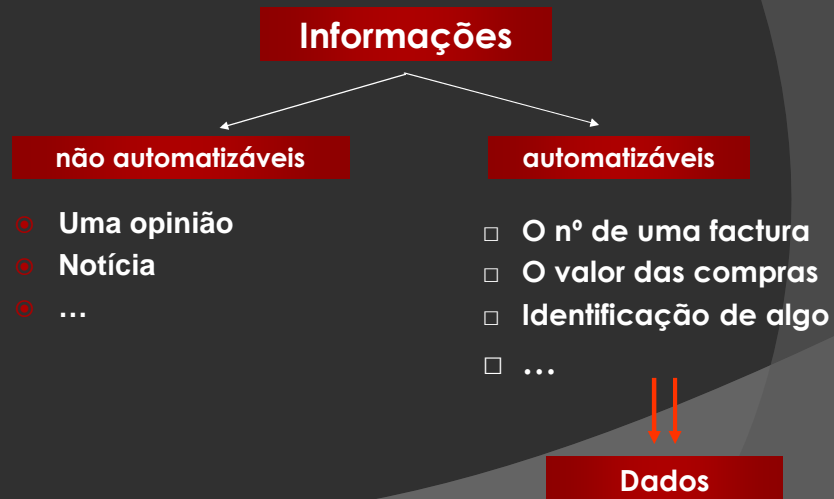 Informações
não automatizáveis
Uma opinião
Notícia
…
automatizáveis
O nº de uma factura
O valor das compras
Identificação de algo
…
Dados